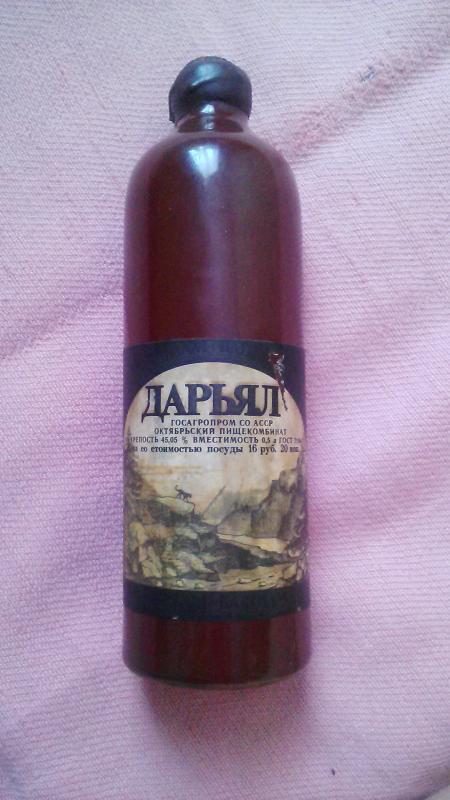 ДАРЬЯЛ
ГОСАГРОПРОМ СО АССР
ОКТЯБРЬСКИЙ ПИЩЕКОМБИНАТ
КРЕПОСТЬ 45,05 % ВМЕСТИМОСТЬ 0,5 л ГОСТ
со стоимостью посуды 16 руб. 20 коп.